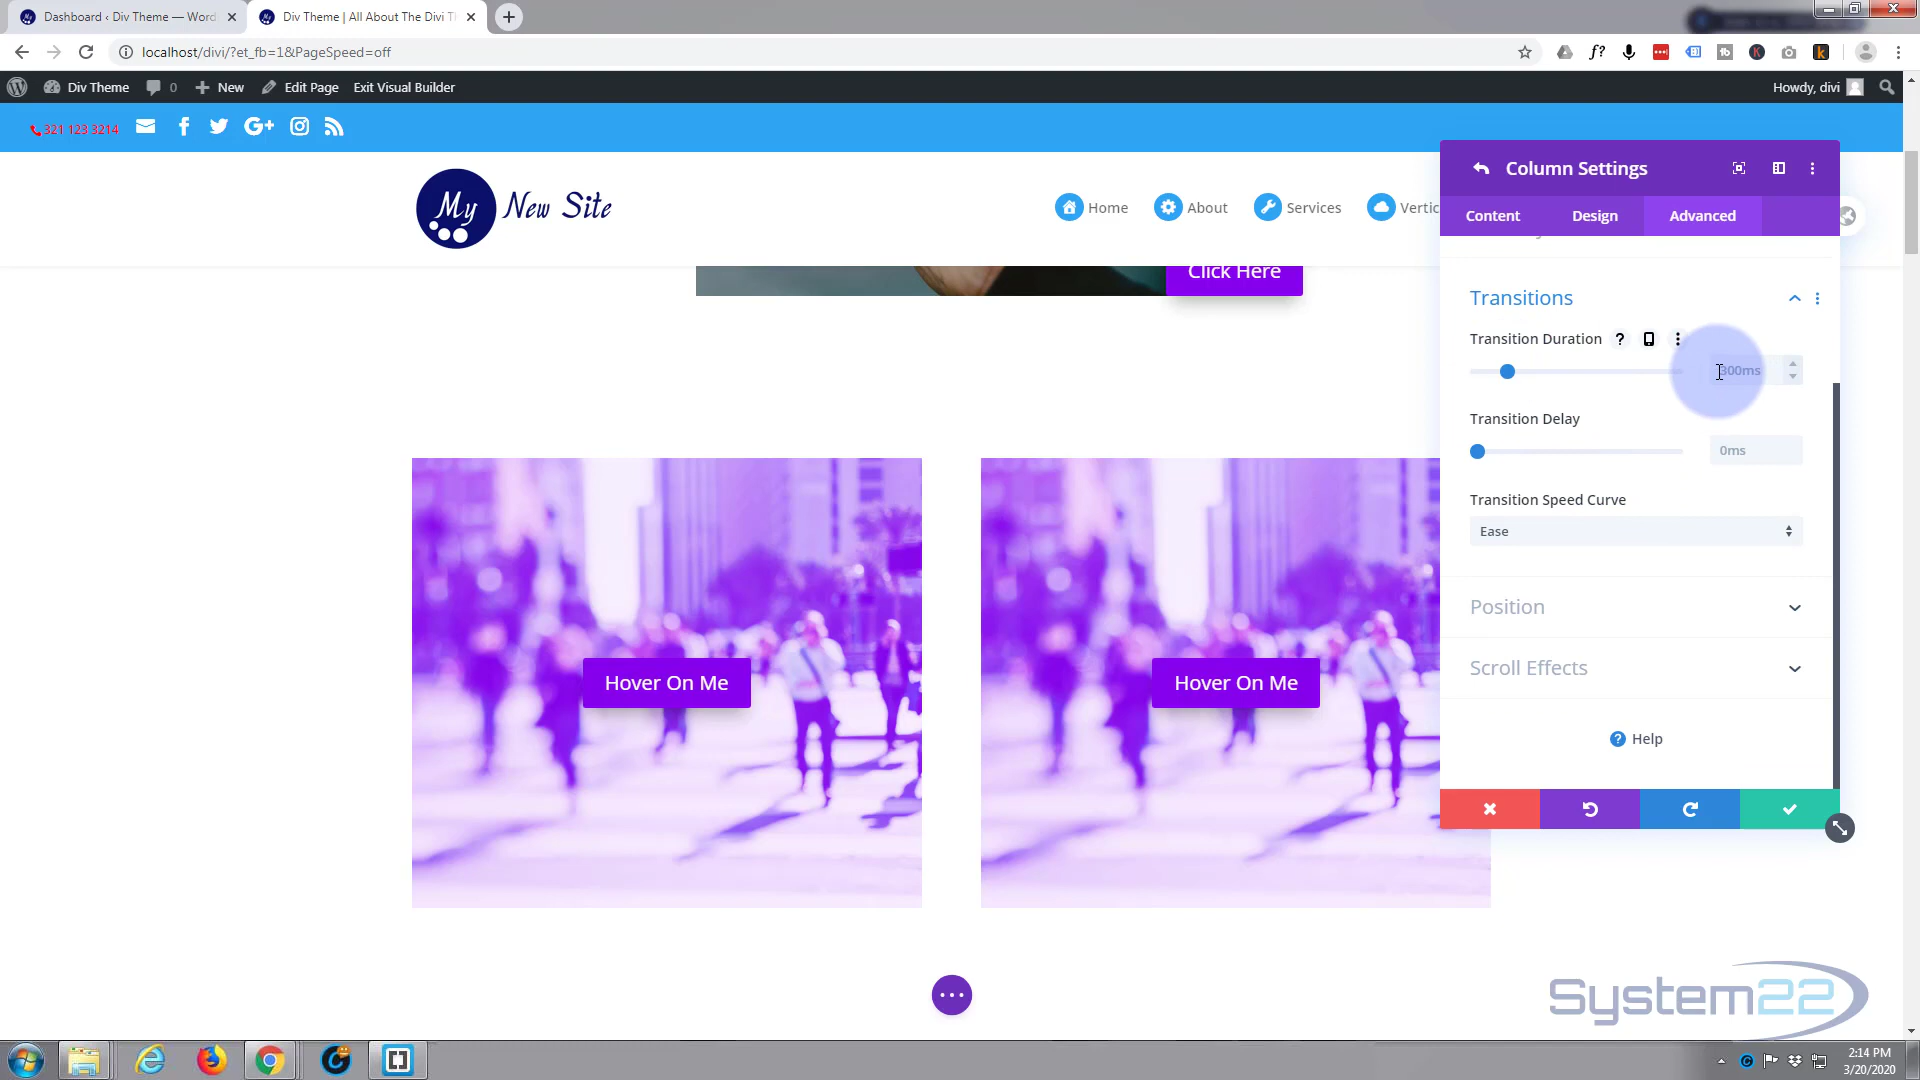 Dashboard ‹ Div Theme — Word
Div Theme | All About The Divi Th
localhost/divi/?et_fb=1&PageSpeed=off
Div Theme
0
New
Edit Page
Exit Visual Builder
Howdy, divi
321 123 3214
My New Site
Home
About
Services
Vertic
Click Here
Column Settings
Content
Design
Advanced
Transitions
Transition Duration
300ms
Transition Delay
0ms
Transition Speed Curve
Ease
Position
Scroll Effects
Help
Hover On Me
Hover On Me
System22
2:14 PM
3/20/2020